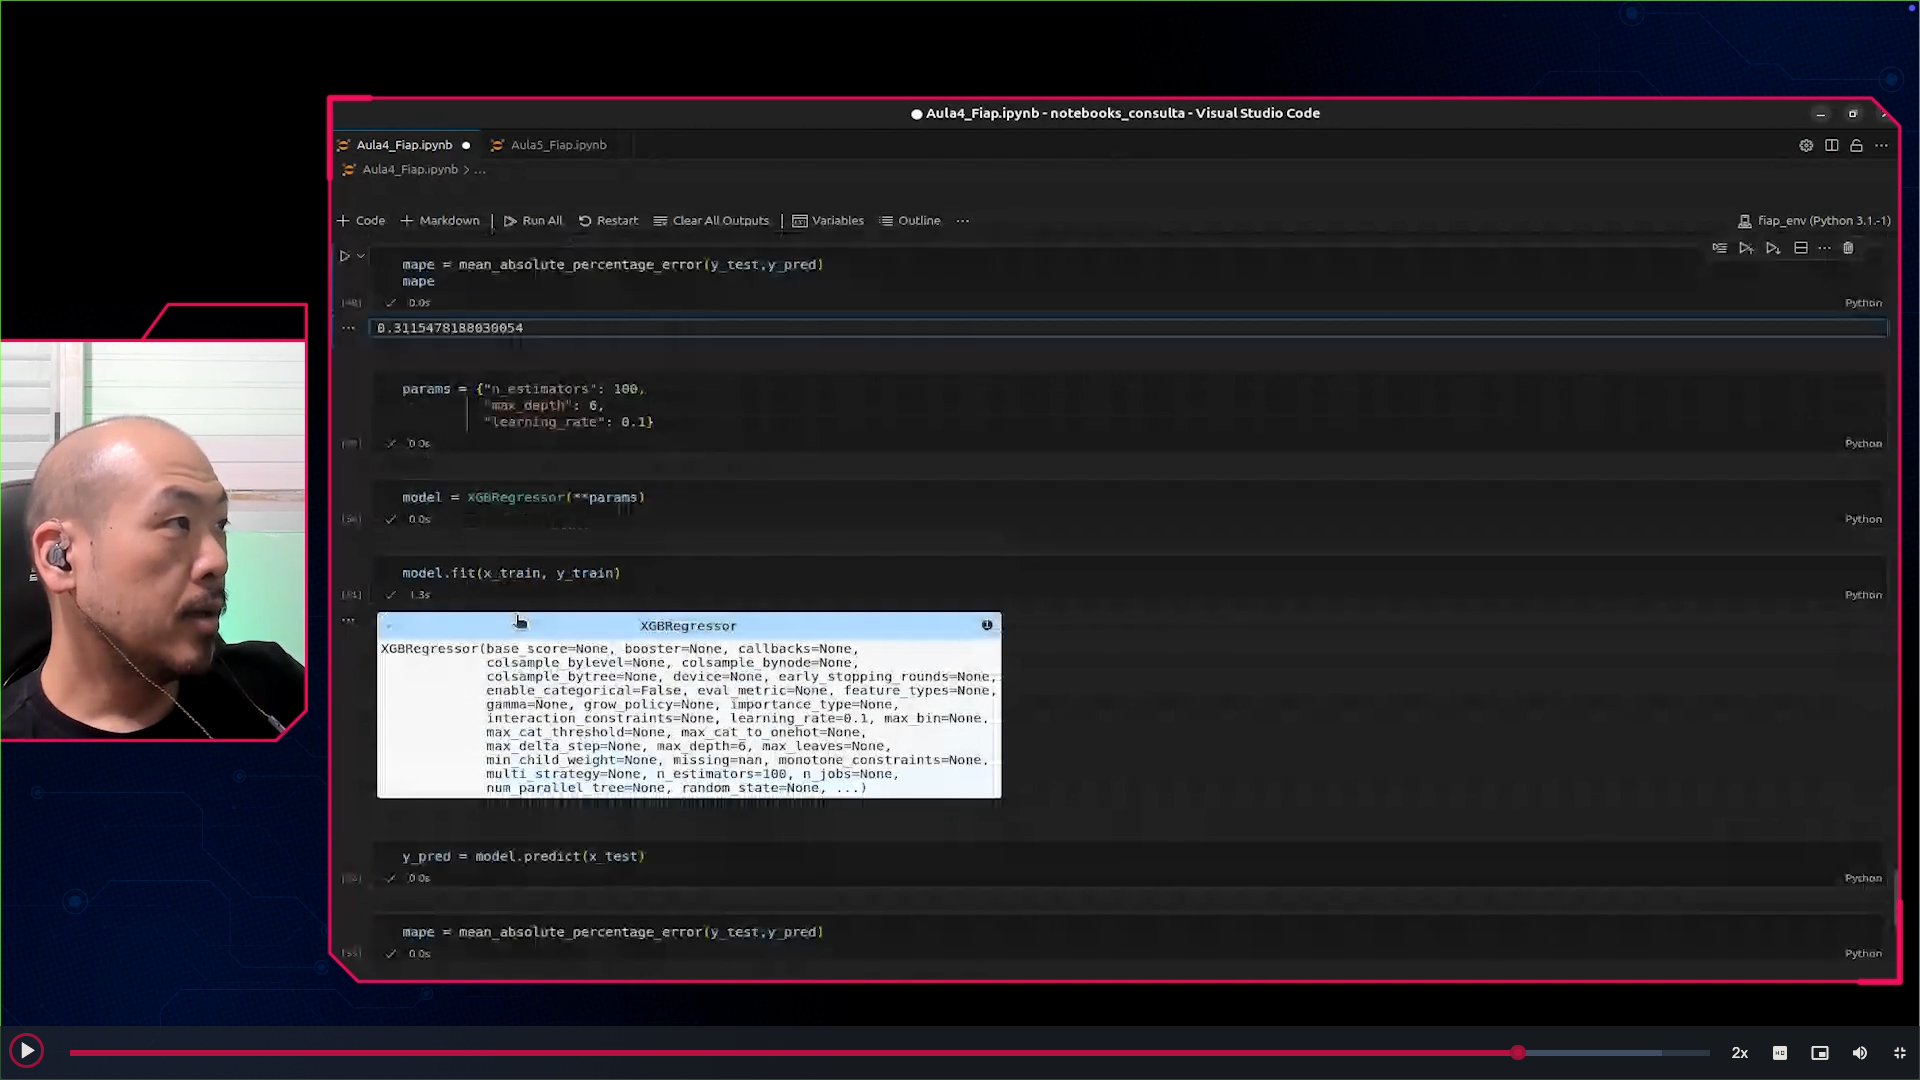 Aula4_Fiap.ipynb - notebooks_consulta - Visual Studio Code
Aula4_Fiap.ipynb
Aula5_Fiap.ipynb
Aula4_Fiap.ipynb > ...
+ Code + Markdown | Run All Restart Clear All Outputs | Variables Outline ...
fiap_env (Python 3.1.-1)
mape = mean_absolute_percentage_error(y_test,y_pred)
mape
0.0s
Python
0.3115478188030054
params = {"n_estimators": 100,
"max_depth": 6,
"learning_rate": 0.1}
0.0s
Python
model = XGBRegressor(**params)
0.0s
Python
model.fit(x_train, y_train)
1.3s
Python
XGBRegressor
XGBRegressor(base_score=None, booster=None, callbacks=None,
colsample_bylevel=None, colsample_bynode=None,
colsample_bytree=None, device=None, early_stopping_rounds=None,
enable_categorical=False, eval_metric=None, feature_types=None,
gamma=None, grow_policy=None, importance_type=None,
interaction_constraints=None, learning_rate=0.1, max_bin=None,
max_cat_threshold=None, max_cat_to_onehot=None,
max_delta_step=None, max_depth=6, max_leaves=None,
min_child_weight=None, missing=nan, monotone_constraints=None,
multi_strategy=None, n_estimators=100, n_jobs=None,
num_parallel_tree=None, random_state=None, ...)
y_pred = model.predict(x_test)
0.0s
Python
mape = mean_absolute_percentage_error(y_test,y_pred)
0.0s
Python
2x